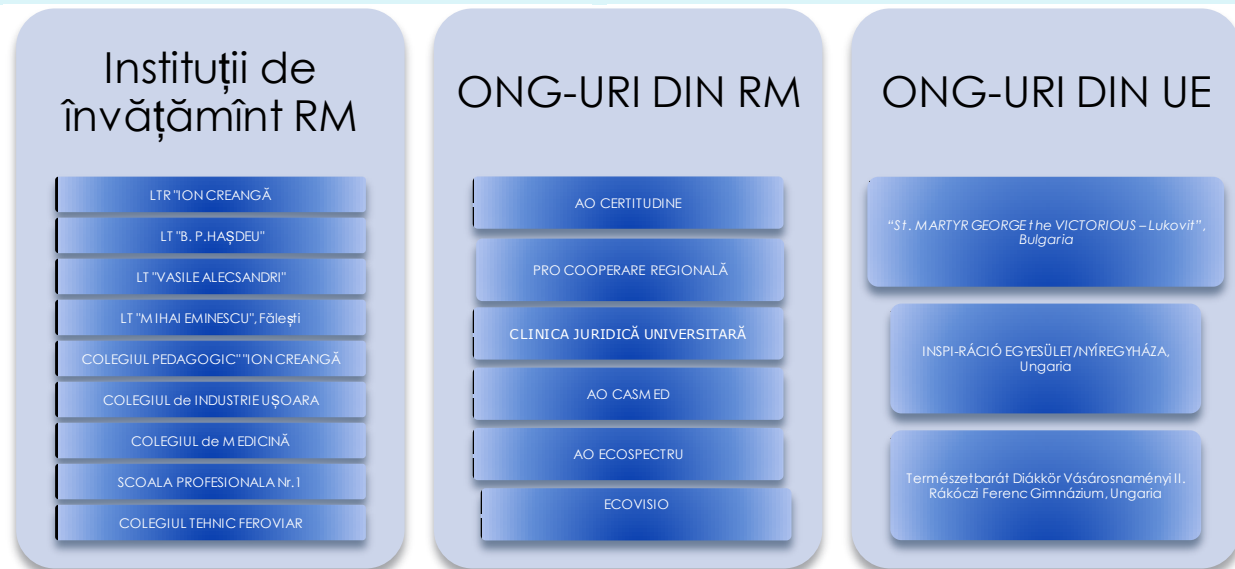 Instituții de
învățămînt RM
LTR "ION CREANGĂ
LT "B. P.HAȘDEU"
LT "VASILE ALECSANDRI"
LT "MIHAI EMINESCU", Fălești
COLEGIUL PEDAGOGIC" "ION CREANGĂ
COLEGIUL de INDUSTRIE UȘOARA
COLEGIUL de MEDICINĂ
SCOALA PROFESIONALA Nr.1
COLEGIUL TEHNIC FEROVIAR
ONG-URI DIN RM
AO CERTITUDINE
PRO COOPERARE REGIONALĂ
CLINICA JURIDICĂ UNIVERSITARĂ
AO CASMED
AO ECOSPECTRU
ECOVISIO
ONG-URI DIN UE
“St. MARTYR GEORGE the VICTORIOUS – Lukovit”,
Bulgaria
INSPI-RÁCIÓ EGYESÜLET/NYÍREGYHÁZA,
Ungaria
Természetbarát Diákkör Vásárosnaményi II.
Rákóczi Ferenc Gimnázium, Ungaria